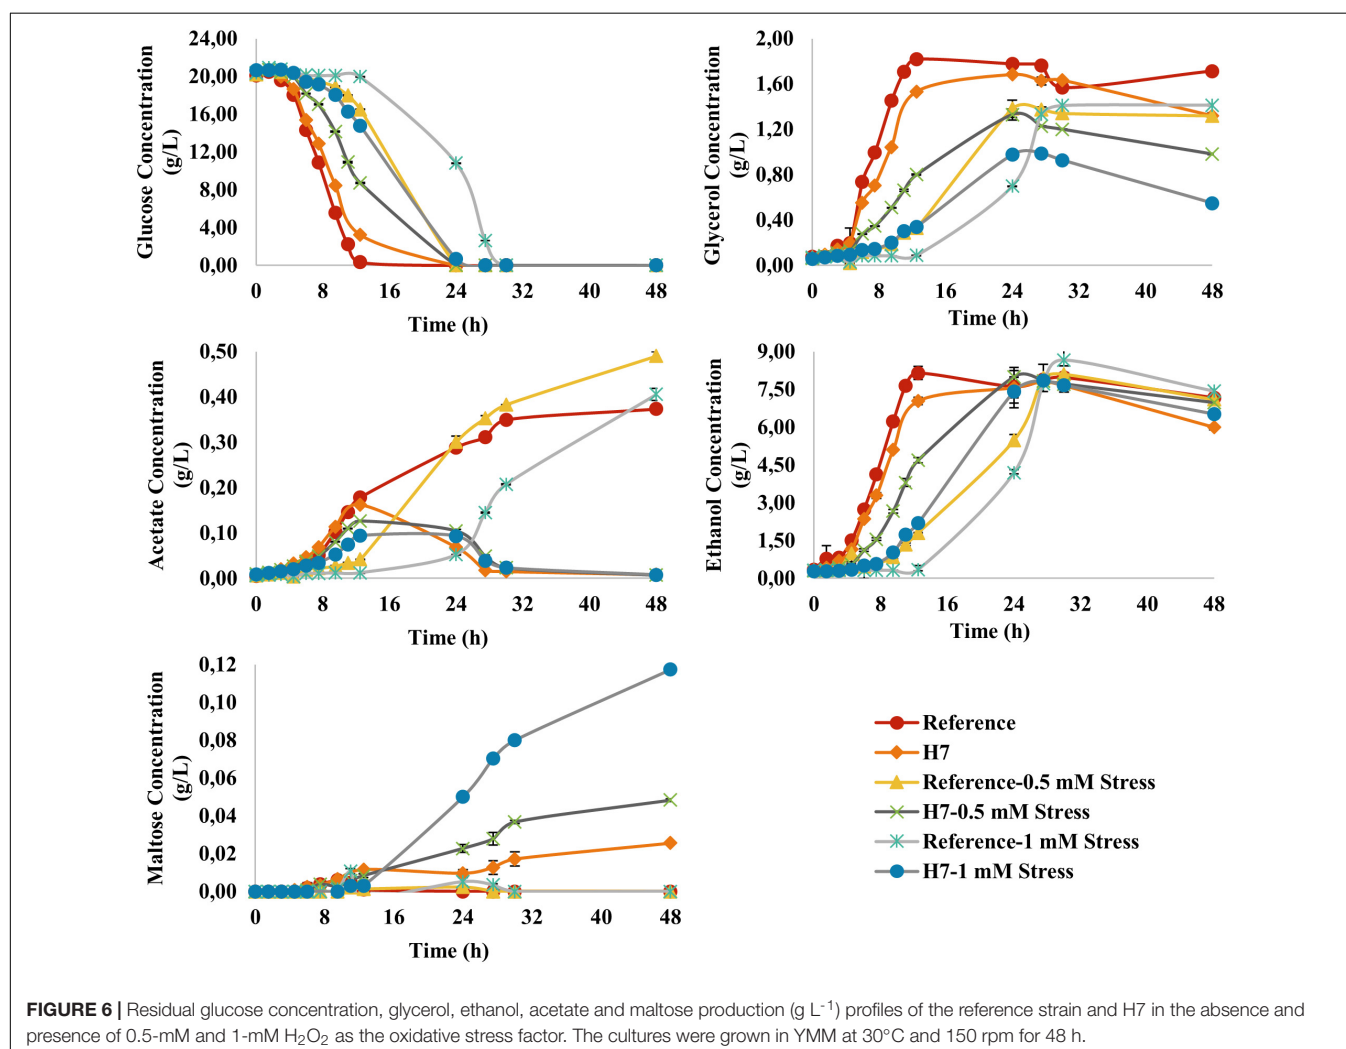 Glucose Concentration
(g/L)
24,00
20,00
16,00
12,00
8,00
4,00
0,00
0 8 16 24 32 40 48
Time (h)
Glycerol Concentration
(g/L)
2,00
1,60
1,20
0,80
0,40
0,00
0 8 16 24 32 40 48
Time (h)
Acetate Concentration
(g/L)
0,50
0,40
0,30
0,20
0,10
0,00
0 8 16 24 32 40 48
Time (h)
Ethanol Concentration
(g/L)
9,00
7,50
6,00
4,50
3,00
1,50
0,00
0 8 16 24 32 40 48
Time (h)
Maltose Concentration
(g/L)
0,12
0,10
0,08
0,06
0,04
0,02
0,00
0 8 16 24 32 40 48
Time (h)
Reference
H7
Reference-0.5 mM Stress
H7-0.5 mM Stress
Reference-1 mM Stress
H7-1 mM Stress
FIGURE 6 | Residual glucose concentration, glycerol, ethanol, acetate and maltose production (g L⁻¹) profiles of the reference strain and H7 in the absence and
presence of 0.5-mM and 1-mM H₂O₂ as the oxidative stress factor. The cultures were grown in YMM at 30°C and 150 rpm for 48 h.